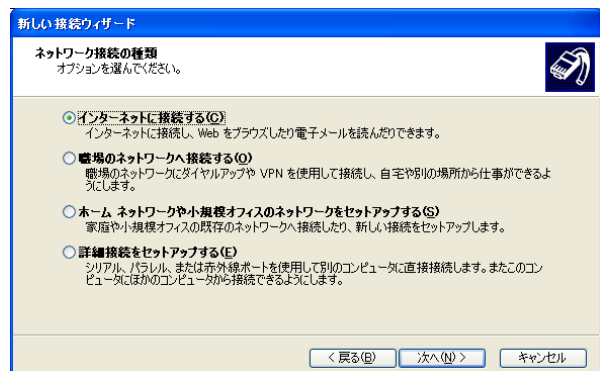 新しい接続ウィザード
ネットワーク接続の種類
オプションを選んでください。
インターネットに接続する(C)
インターネットに接続し、Web をブラウズしたり電子メールを読んだりできます。
職場のネットワークへ接続する(O)
職場のネットワークにダイヤルアップや VPN を使用して接続し、自宅や別の場所から仕事ができるよ
うにします。
ホーム ネットワークや小規模オフィスのネットワークをセットアップする(S)
家庭や小規模オフィスの既存のネットワークへ接続したり、新しい接続をセットアップします。
詳細接続をセットアップする(E)
シリアル、パラレル、または赤外線ポートを使用して別のコンピュータに直接接続します。またこのコン
ピュータにほかのコンピュータから接続できるようにします。
< 戻る(B) 次へ(N) > キャンセル